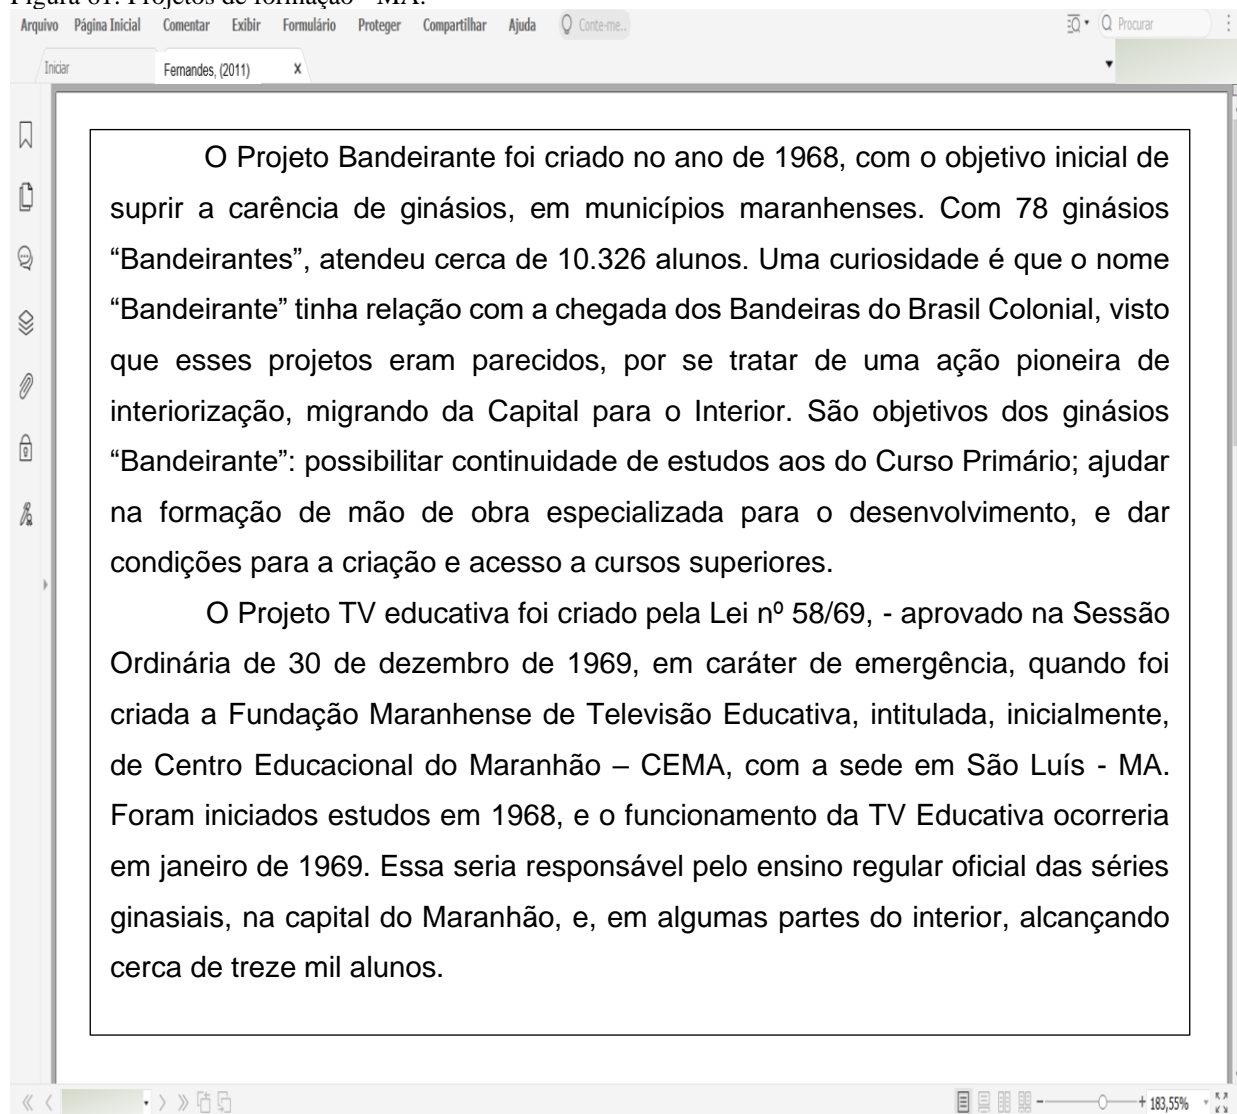 Figura 61: Projetos de formação - MA.
Arquivo Página Inicial Comentar Exibir Formulário Proteger Compartilhar Ajuda Conte-me.. Procurar
Iniciar Fernandes, (2011) X
O Projeto Bandeirante foi criado no ano de 1968, com o objetivo inicial de
suprir a carência de ginásios, em municípios maranhenses. Com 78 ginásios
“Bandeirantes”, atendeu cerca de 10.326 alunos. Uma curiosidade é que o nome
“Bandeirante” tinha relação com a chegada dos Bandeiras do Brasil Colonial, visto
que esses projetos eram parecidos, por se tratar de uma ação pioneira de
interiorização, migrando da Capital para o Interior. São objetivos dos ginásios
“Bandeirante”: possibilitar continuidade de estudos aos do Curso Primário; ajudar
na formação de mão de obra especializada para o desenvolvimento, e dar
condições para a criação e acesso a cursos superiores.
O Projeto TV educativa foi criado pela Lei nº 58/69, - aprovado na Sessão
Ordinária de 30 de dezembro de 1969, em caráter de emergência, quando foi
criada a Fundação Maranhense de Televisão Educativa, intitulada, inicialmente,
de Centro Educacional do Maranhão – CEMA, com a sede em São Luís - MA.
Foram iniciados estudos em 1968, e o funcionamento da TV Educativa ocorreria
em janeiro de 1969. Essa seria responsável pelo ensino regular oficial das séries
ginasiais, na capital do Maranhão, e, em algumas partes do interior, alcançando
cerca de treze mil alunos.
183,55%